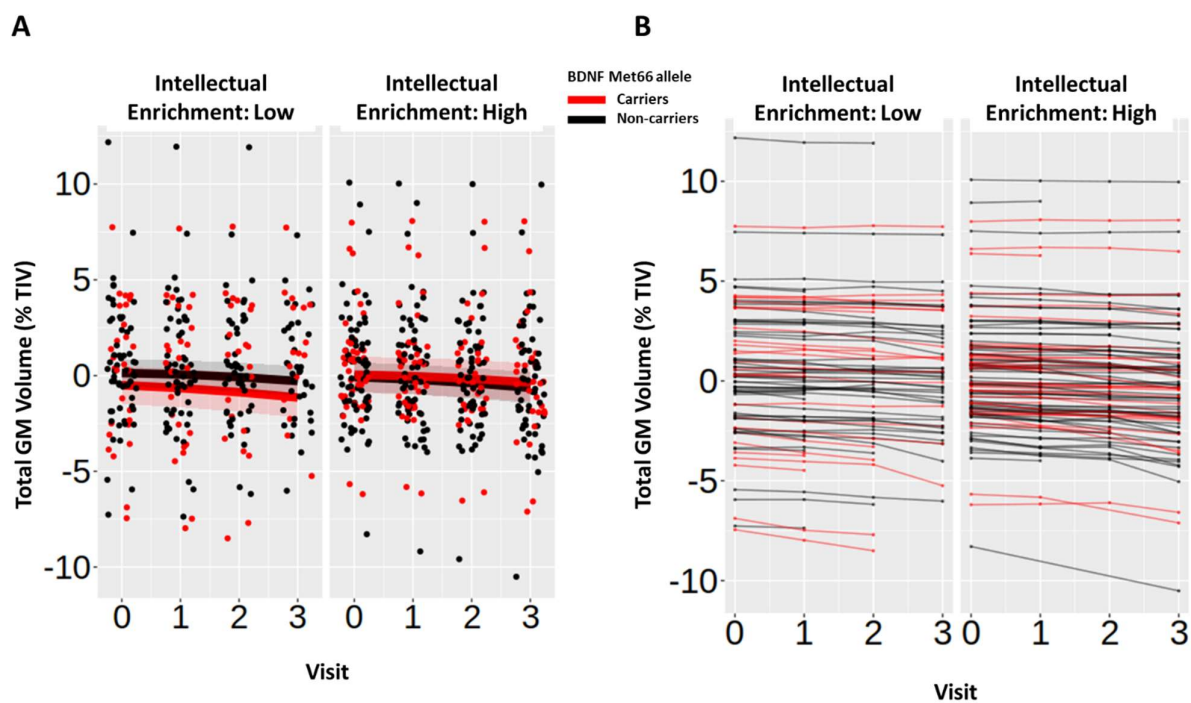 A
B
Intellectual
Enrichment: Low
Intellectual
Enrichment: High
BDNF Met66 allele
Carriers
Non-carriers
Intellectual
Enrichment: Low
Intellectual
Enrichment: High
Total GM Volume (% TIV)
10
5
0
-5
-10
0 1 2 3
0 1 2 3
Visit
Total GM Volume (% TIV)
10
5
0
-5
-10
0 1 2 3
0 1 2 3
Visit